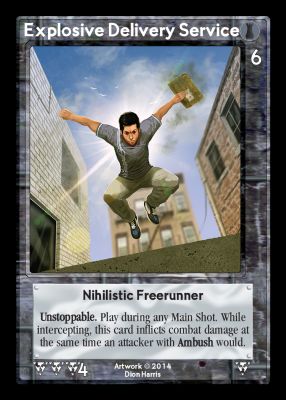 Explosive Delivery Service
6
Nihilistic Freerunner
Unstoppable. Play during any Main Shot. While
intercepting, this card inflicts combat damage at
the same time an attacker with Ambush would.
4
Artwork © 2014
Dion Harris